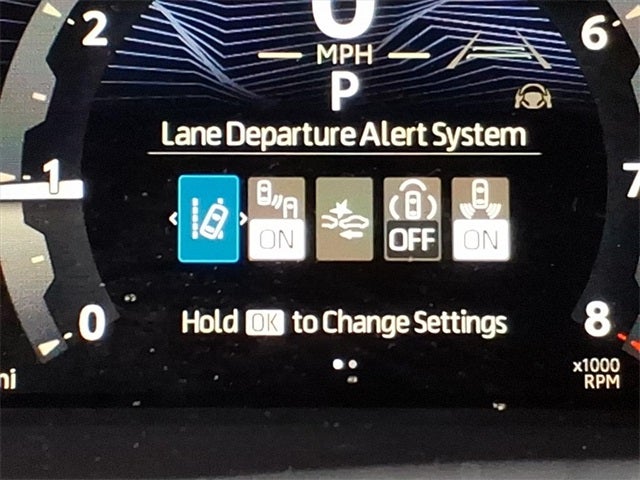 0
2
6
MPH
P
Lane Departure Alert System
1
7
ON
OFF
ON
Hold OK to Change Settings
0
8
x1000
RPM
ni